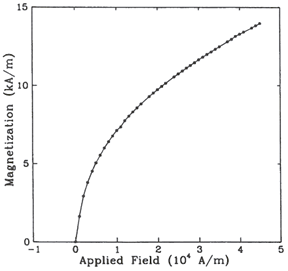 15
10
5
0
Magnetization (kA/m)
-1 0 1 2 3 4 5
Applied Field (10⁴ A/m)